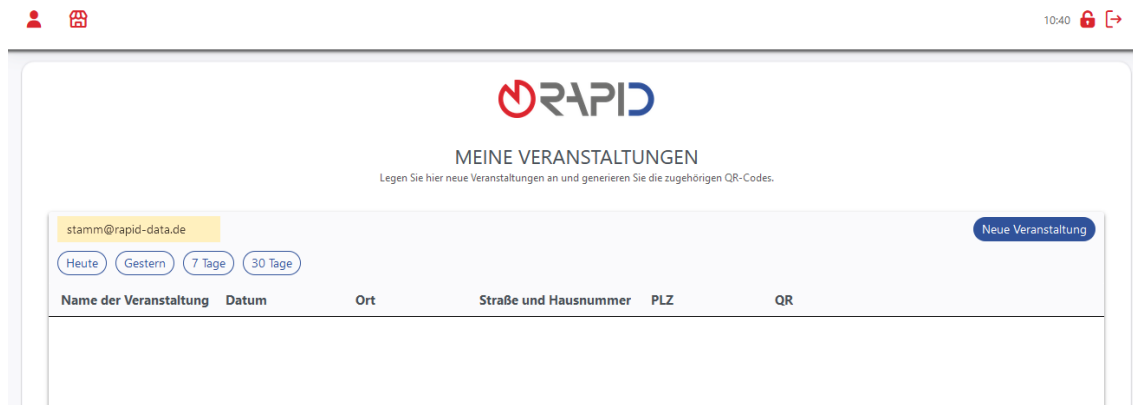 10:40
RAPID
MEINE VERANSTALTUNGEN
Legen Sie hier neue Veranstaltungen an und generieren Sie die zugehörigen QR-Codes.
stamm@rapid-data.de Neue Veranstaltung
Heute Gestern 7 Tage 30 Tage
Name der Veranstaltung Datum Ort Straße und Hausnummer PLZ QR